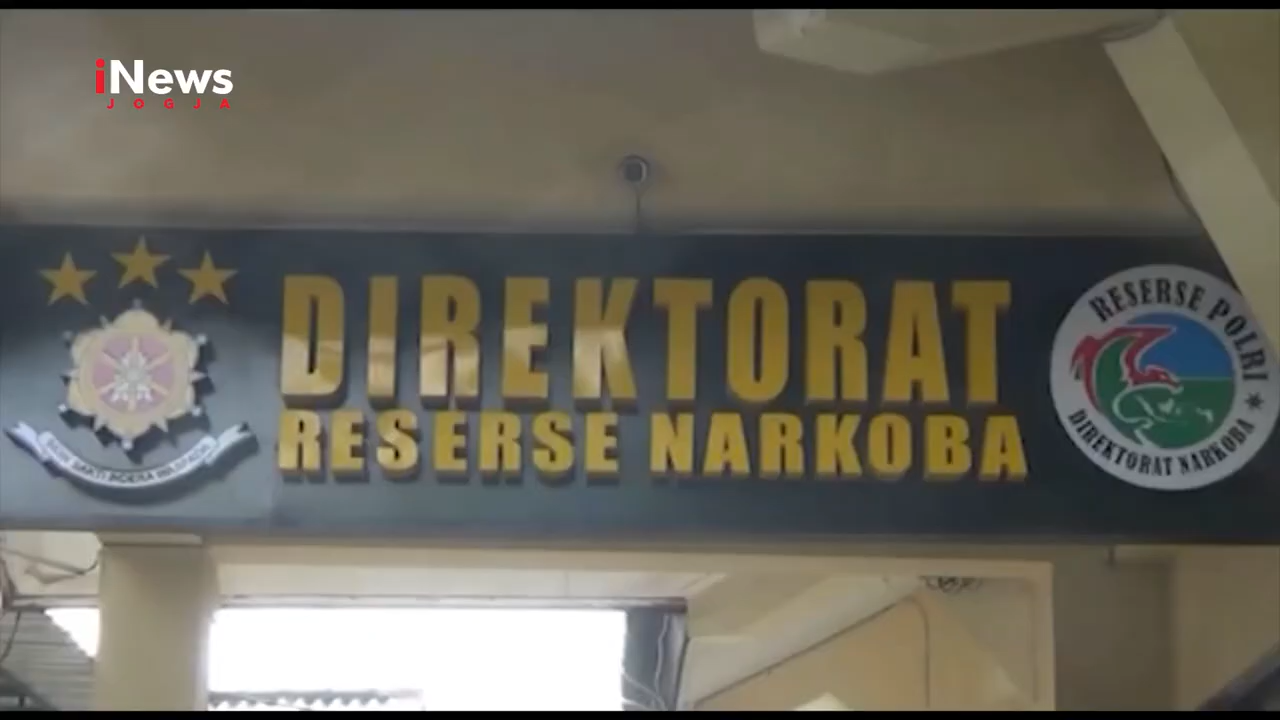 iNews
JOGJA
DIREKTORAT
RESERSE NARKOBA
RESERSE POLRI
DIREKTORAT NARKOBA